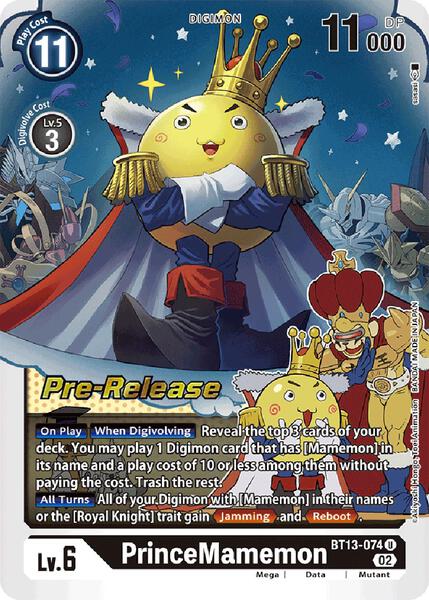 DIGIMON
Play Cost
11
DP
11000
Digivolve Cost
Lv.5
3
Pre-Release
On Play When Digivolving Reveal the top 3 cards of your
deck. You may play 1 Digimon card that has [Mamemon] in
its name and a play cost of 10 or less among them without
paying the cost. Trash the rest.
All Turns All of your Digimon with [Mamemon] in their names
or the [Royal Knight] trait gain Jamming and Reboot.
©Akiyoshi Hongo, Toei Animation BANDAI MADE IN JAPAN
Lv.6
PrinceMamemon
BT13-074 U
02
Mega | Data | Mutant